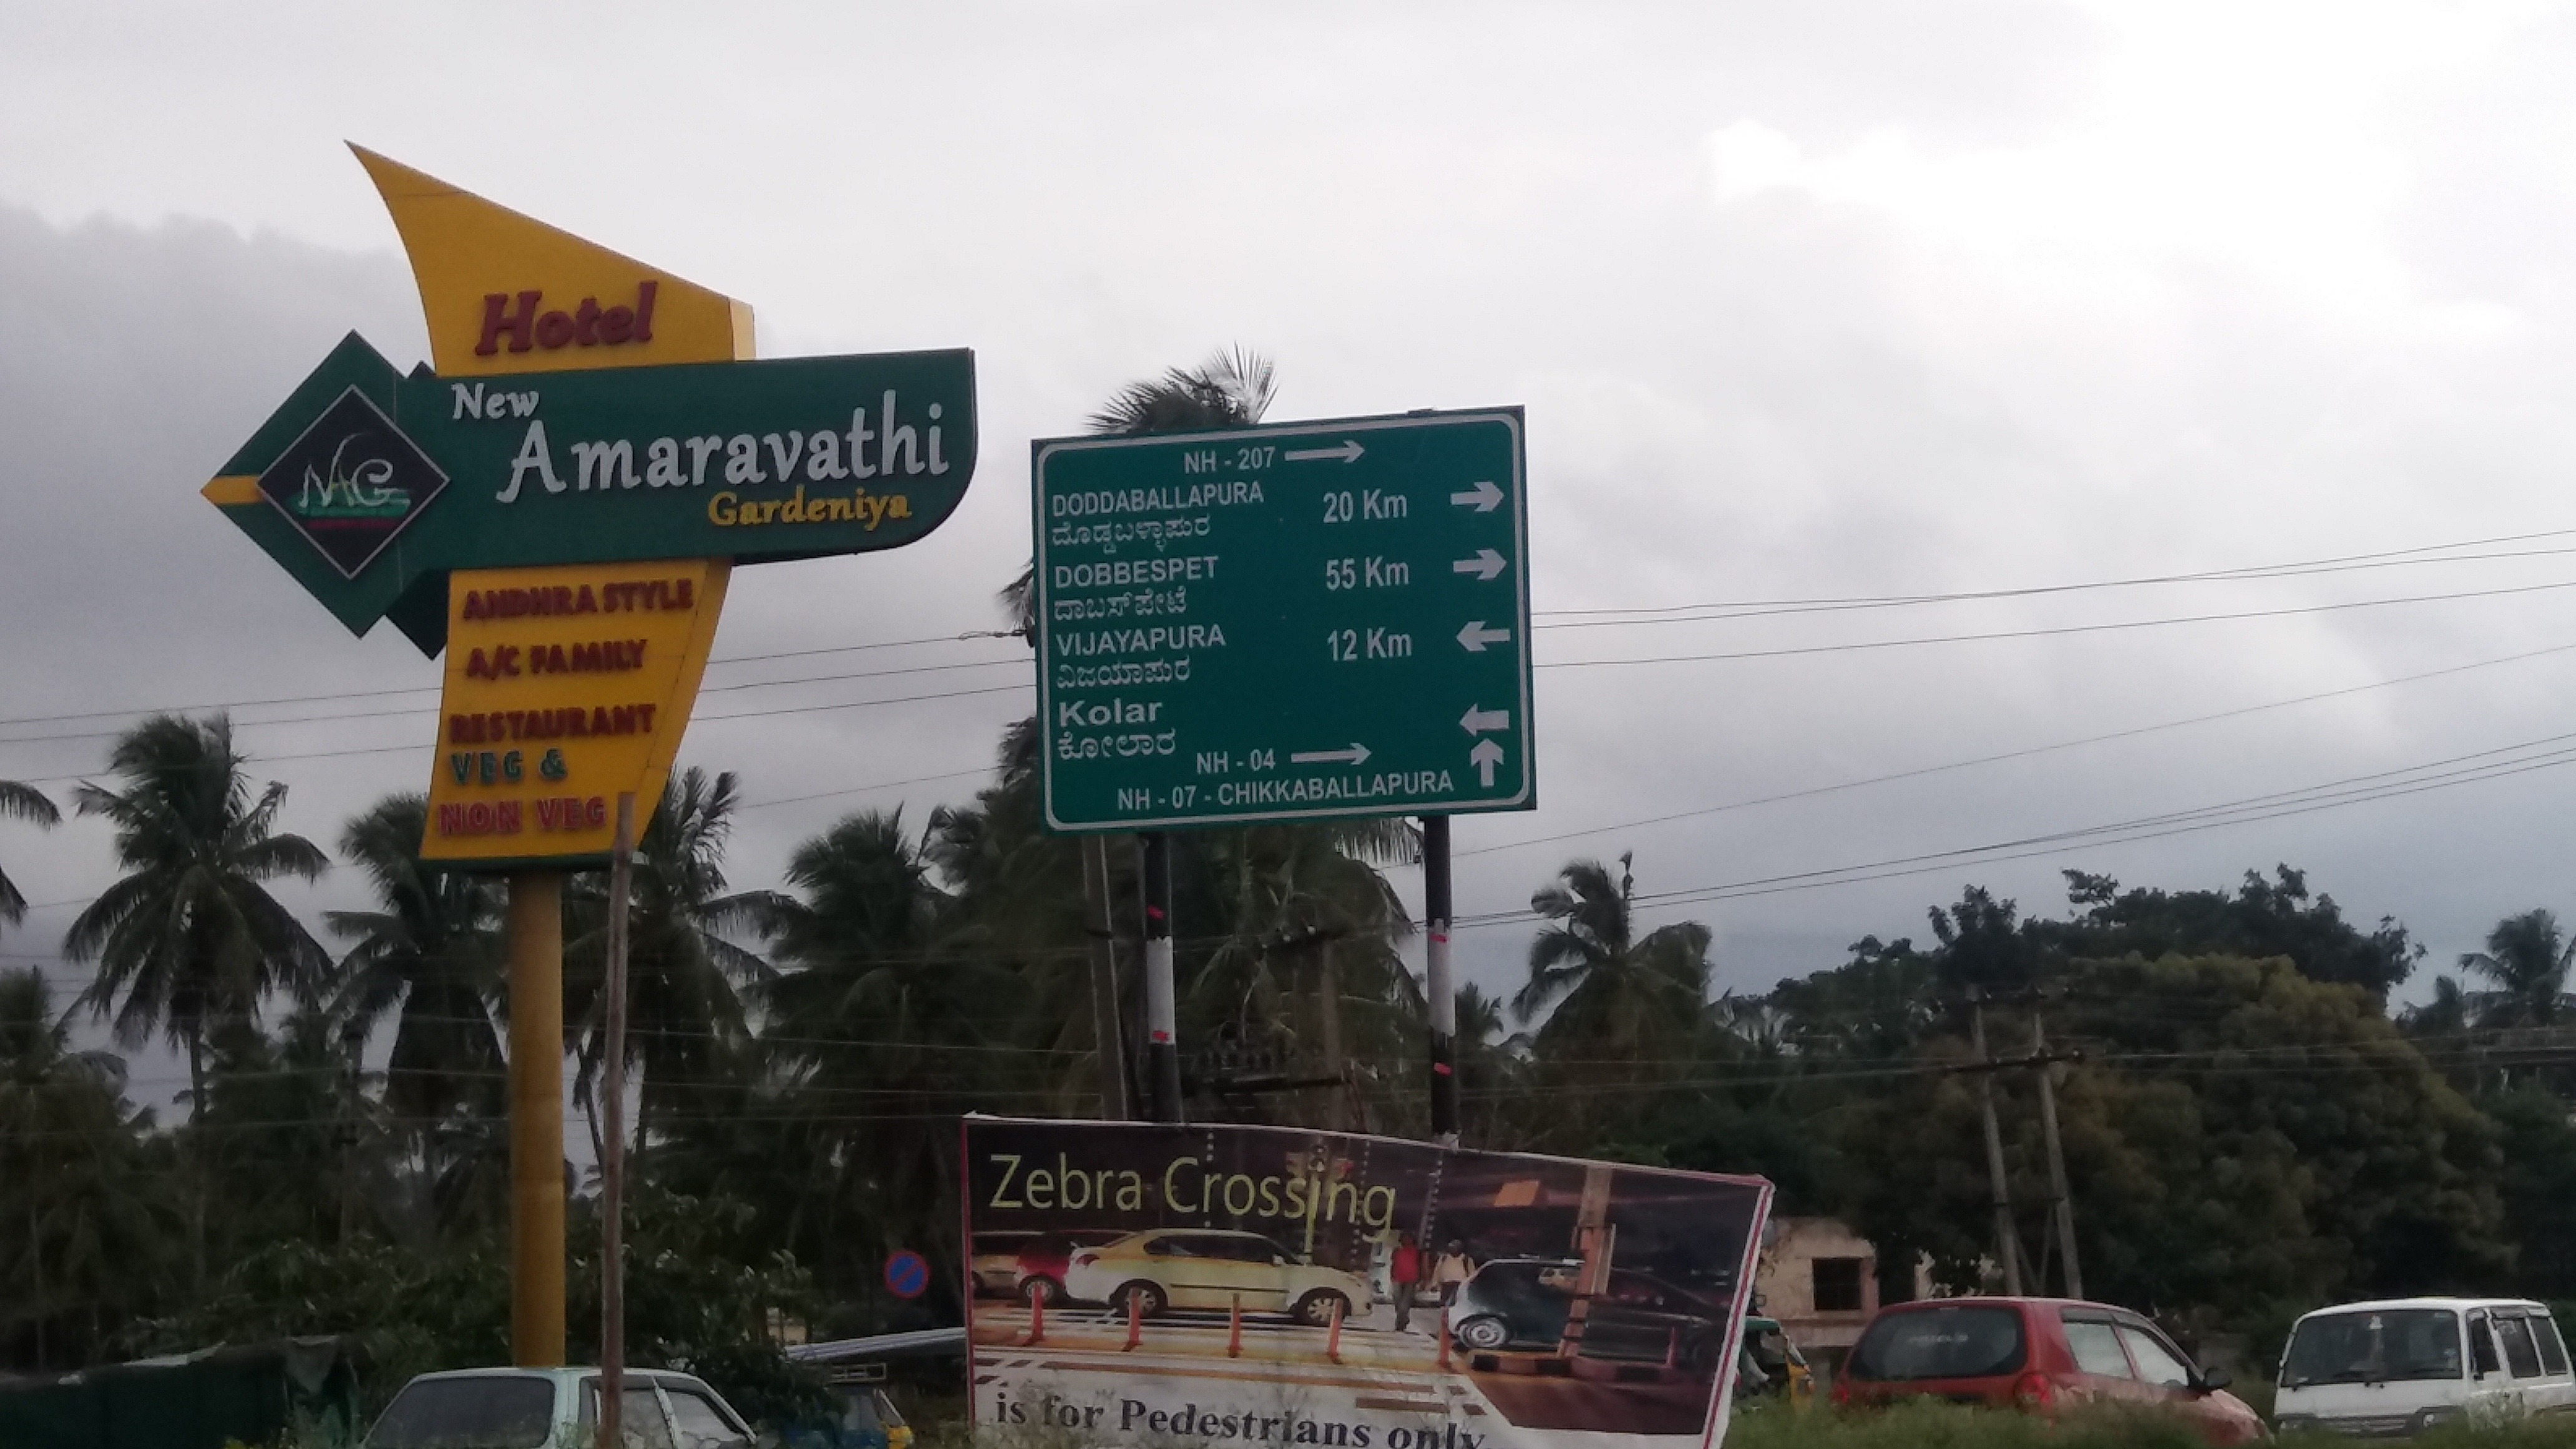 Hotel
New
Amaravathi
Gardeniya
NAG
ANDHRA STYLE
A/C FAMILY
RESTAURANT
VEG &
NON VEG
NH - 207
DODDABALLAPURA 20 Km
ದೊಡ್ಡಬಳ್ಳಾಪುರ
DOBBESPET 55 Km
ದಾಬಸ್‌ಪೇಟೆ
VIJAYAPURA 12 Km
ವಿಜಯಾಪುರ
Kolar
ಕೋಲಾರ
NH - 04
NH - 07 - CHIKKABALLAPURA
Zebra Crossing
is for Pedestrians only